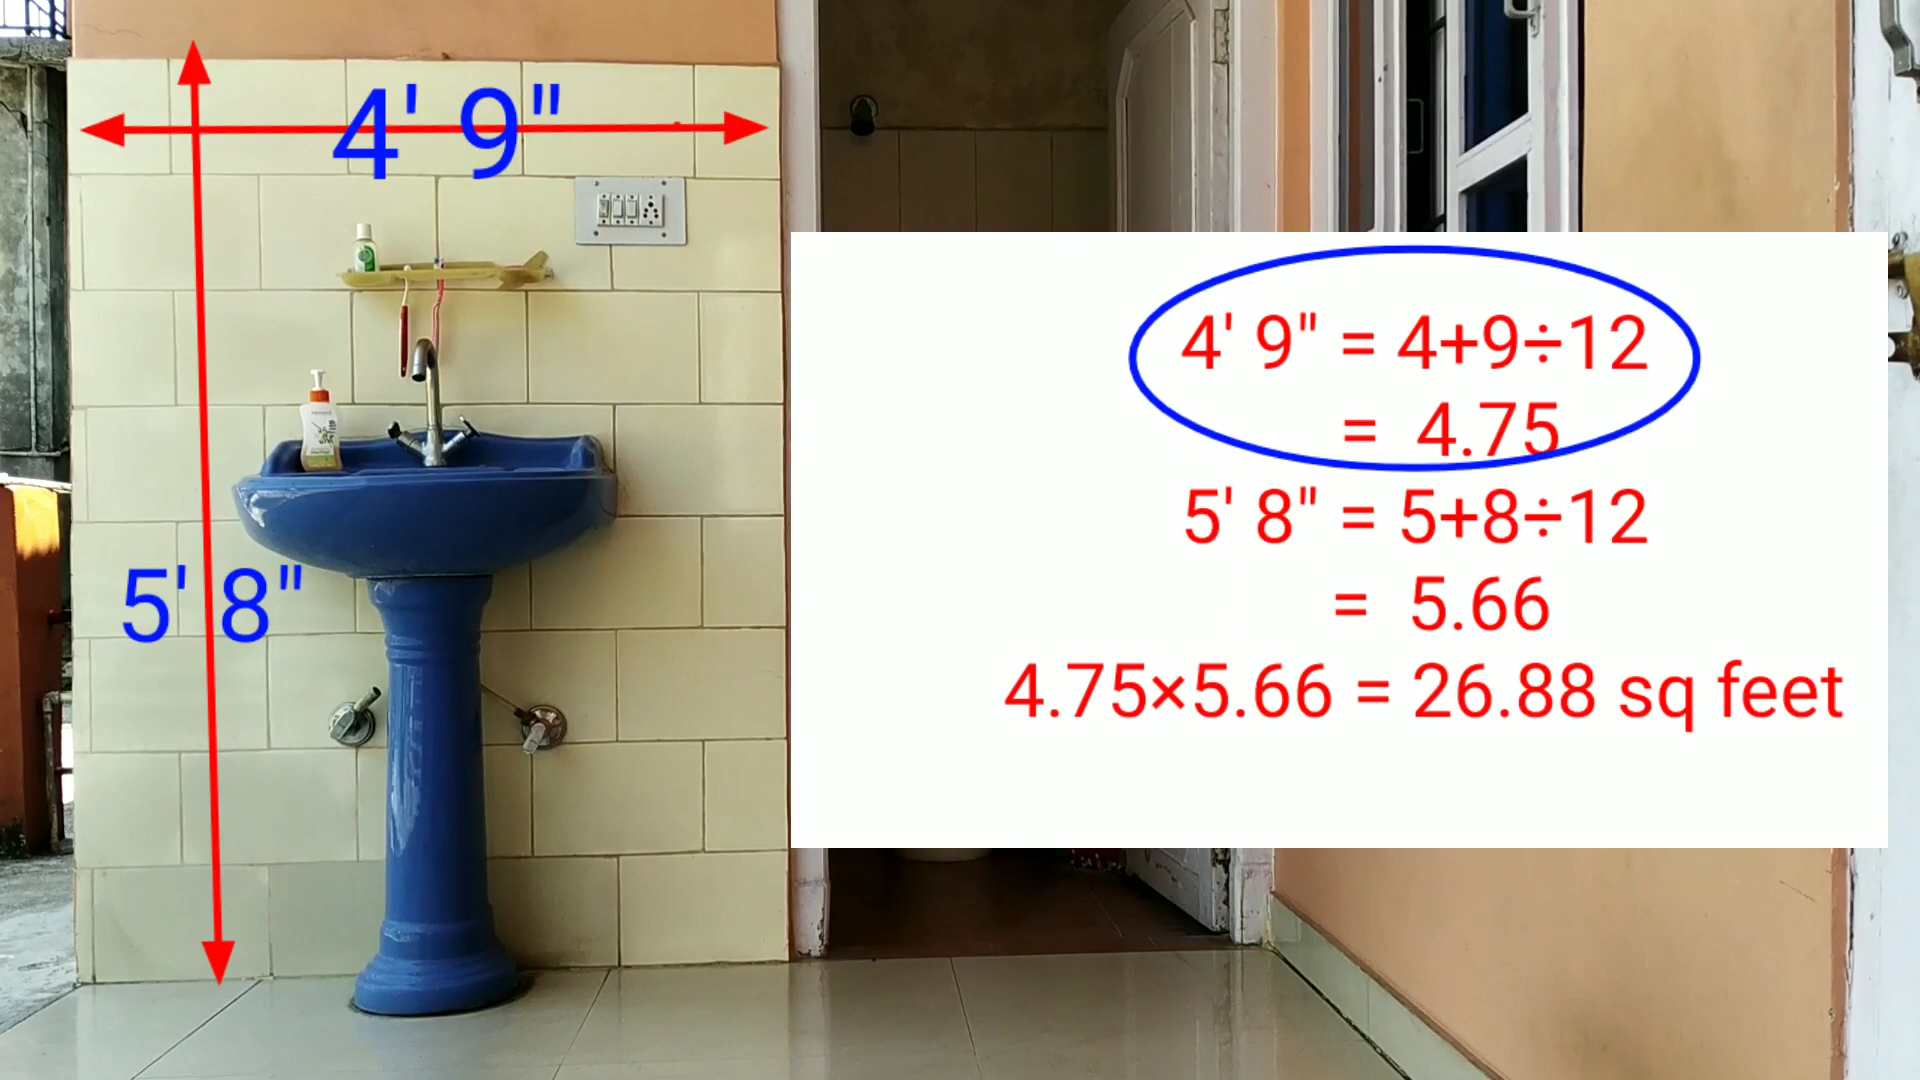 4' 9"
5' 8"
4' 9" = 4+9÷12
= 4.75
5' 8" = 5+8÷12
= 5.66
4.75×5.66 = 26.88 sq feet